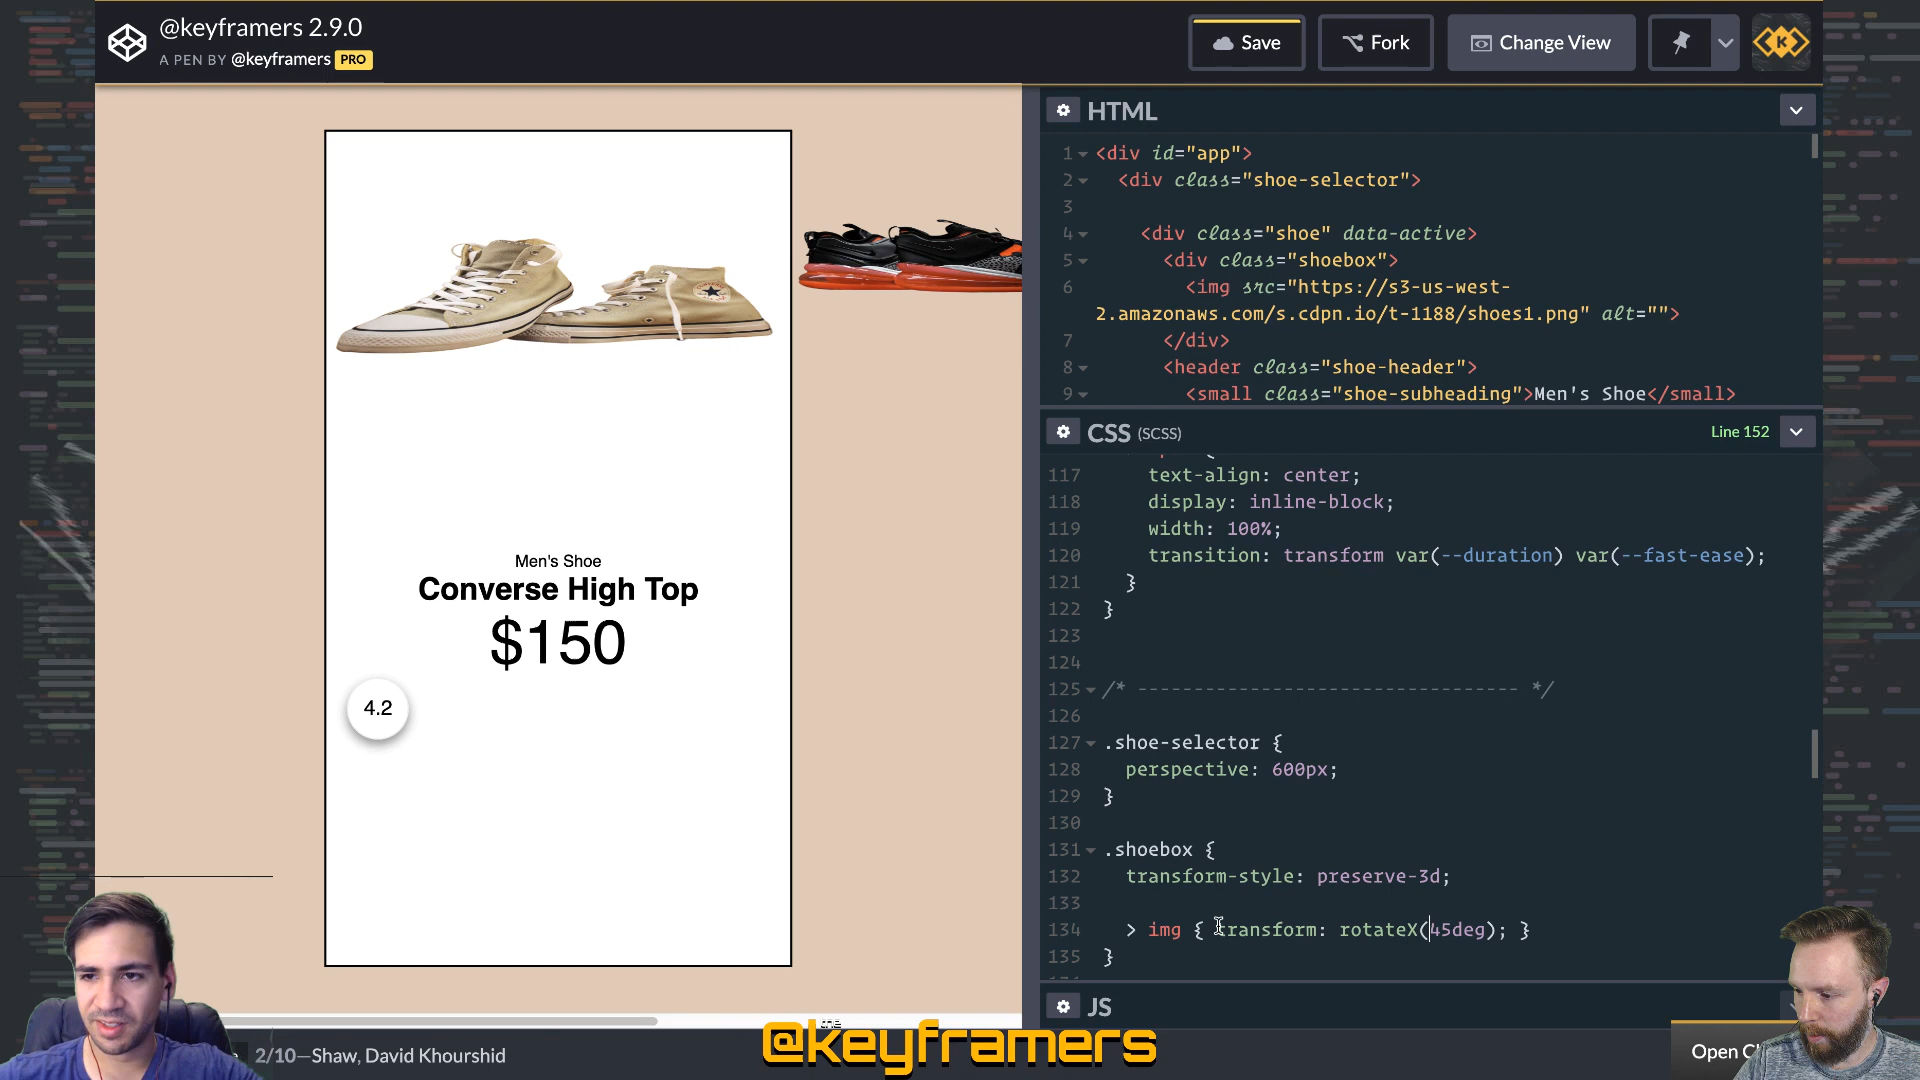 @keyframers 2.9.0
A PEN BY @keyframers PRO
Save
Fork
Change View
K
Men's Shoe
Converse High Top
$150
4.2
HTML
1 <div id="app">
2 <div class="shoe-selector">
3
4 <div class="shoe" data-active>
5 <div class="shoebox">
6 <img src="https://s3-us-west-
2.amazonaws.com/s.cdpn.io/t-1188/shoes1.png" alt="">
7 </div>
8 <header class="shoe-header">
9 <small class="shoe-subheading">Men's Shoe</small>
CSS (SCSS)
Line 152
117 text-align: center;
118 display: inline-block;
119 width: 100%;
120 transition: transform var(--duration) var(--fast-ease);
121 }
122 }
123
124
125 /* ---------------------------------- */
126
127 .shoe-selector {
128 perspective: 600px;
129 }
130
131 .shoebox {
132 transform-style: preserve-3d;
133
134 > img { transform: rotateX(45deg); }
135 }
JS
2/10—Shaw, David Khourshid
@keyframers
Open